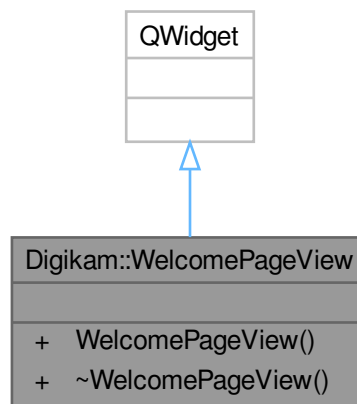 QWidget
Digikam::WelcomePageView
+ WelcomePageView()
+ ~WelcomePageView()